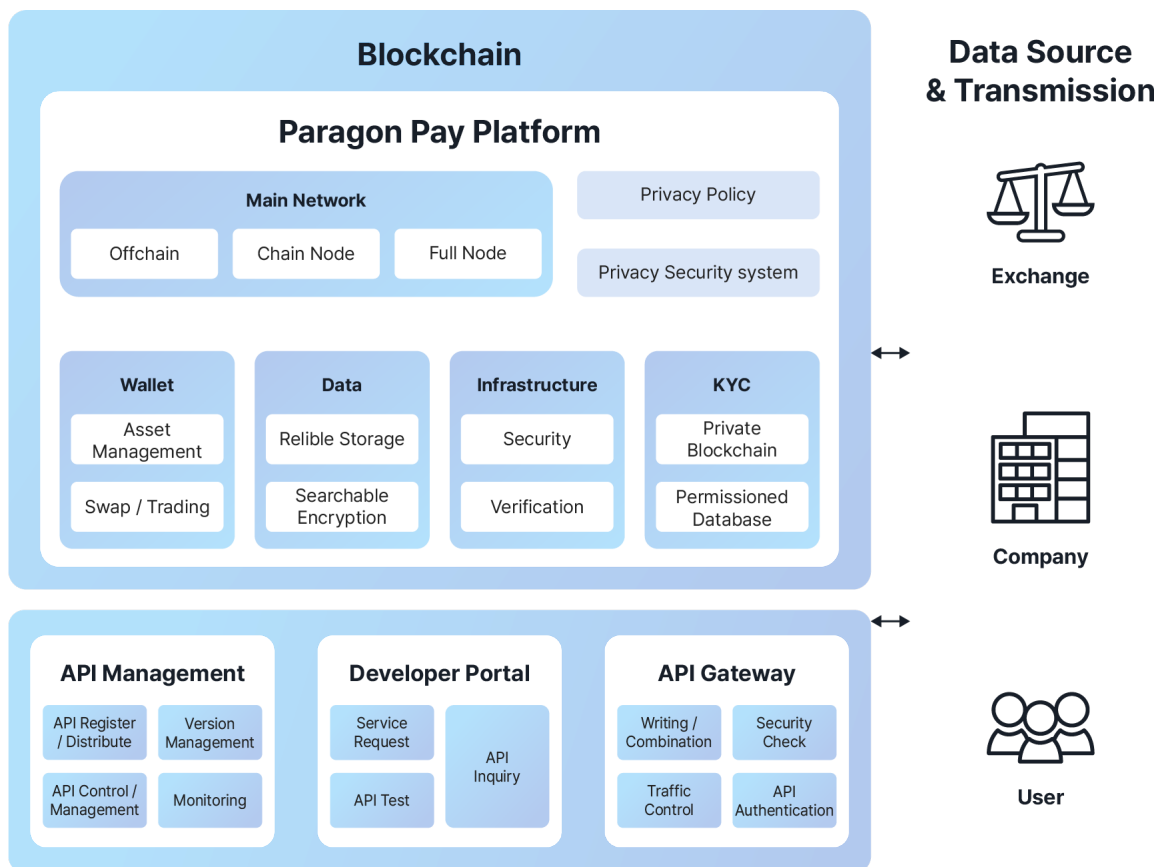 Blockchain
Data Source
& Transmission
Paragon Pay Platform
Main Network
Offchain
Chain Node
Full Node
Privacy Policy
Privacy Security system
Exchange
Wallet
Asset
Management
Swap / Trading
Data
Relible Storage
Searchable
Encryption
Infrastructure
Security
Verification
KYC
Private
Blockchain
Permissioned
Database
Company
API Management
API Register
/ Distribute
Version
Management
API Control /
Management
Monitoring
Developer Portal
Service
Request
API Test
API
Inquiry
API Gateway
Writing /
Combination
Security
Check
Traffic
Control
API
Authentication
User